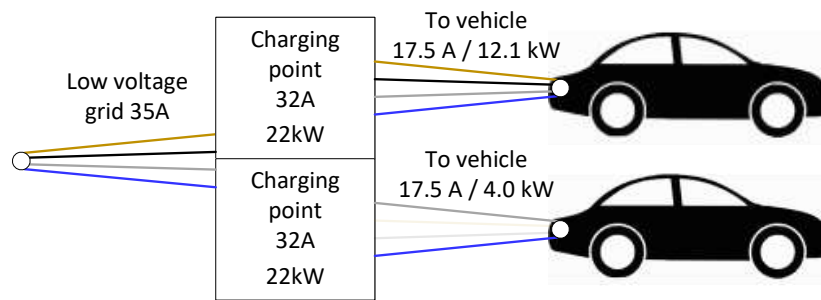 Low voltage
grid 35A
Charging
point
32A
22kW
To vehicle
17.5 A / 12.1 kW
Charging
point
32A
22kW
To vehicle
17.5 A / 4.0 kW